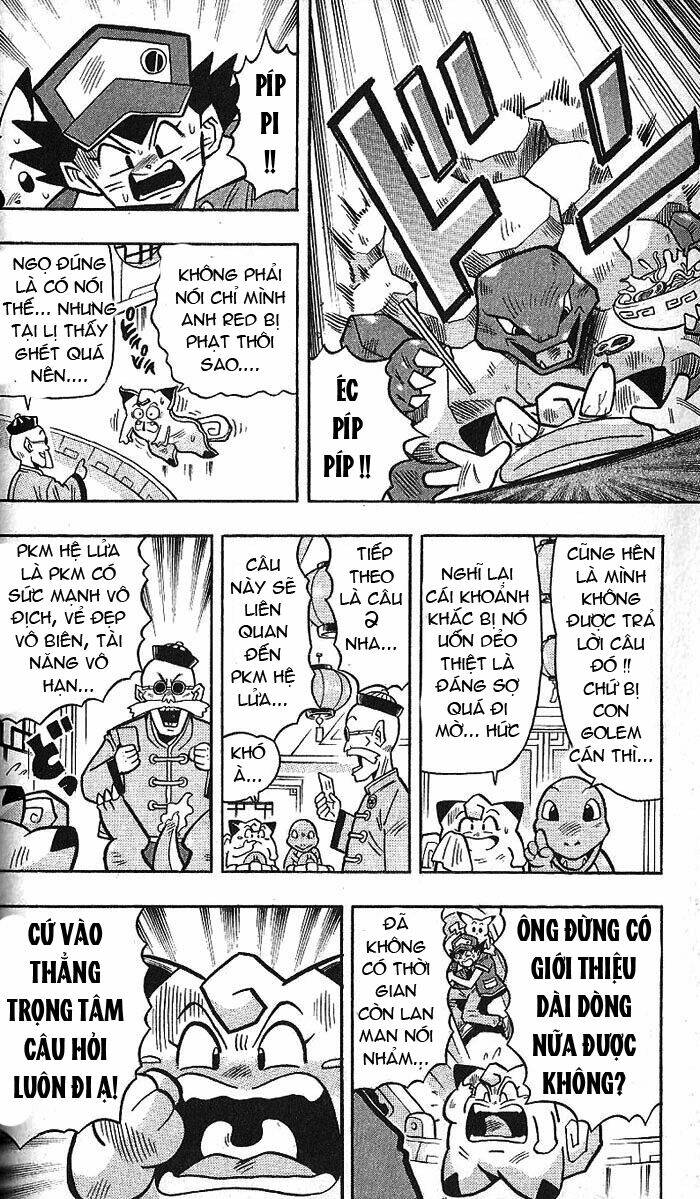 ドドン
ÉC
PÍP
PÍP !!
PÍP
PI !!
KHÔNG PHẢI
NÓI CHỈ MÌNH
ANH RED BỊ
PHẠT THÔI
SAO....
NGỌ ĐÚNG
LÀ CÓ NÓI
THẾ... NHƯNG
TẠI LỊ THẤY
GHÉT QUÁ
NÊN....
CŨNG HÊN
LÀ MÌNH
KHÔNG
ĐƯỢC TRẢ
LỜI CÂU
ĐÓ !!
CHỨ BỊ
CON
GOLEM
CÁN THÌ...
NGHĨ LẠI
CÁI KHOẢNH
KHẮC BỊ NÓ
UỐN DẺO
THIỆT LÀ
ĐÁNG SỢ
QUÁ ĐI
MỜ... HỨC
TIẾP
THEO
LÀ CÂU
2
NHA...
CÂU
NÀY SẼ
LIÊN
QUAN
ĐẾN
PKM HỆ
LỬA...
KHÓ
À...
PKM HỆ LỬA
LÀ PKM CÓ
SỨC MẠNH VÔ
ĐỊCH, VẺ ĐẸP
VÔ BIÊN, TÀI
NĂNG VÔ
HẠN...
ÔNG ĐỪNG CÓ
GIỚI THIỆU
DÀI DÒNG
NỮA ĐƯỢC
KHÔNG?
ĐÃ
KHÔNG
CÓ THỜI
GIAN
CÒN LAN
MAN NÓI
NHẢM...
CỨ VÀO
THẲNG
TRỌNG TÂM
CÂU HỎI
LUÔN ĐI Ạ!